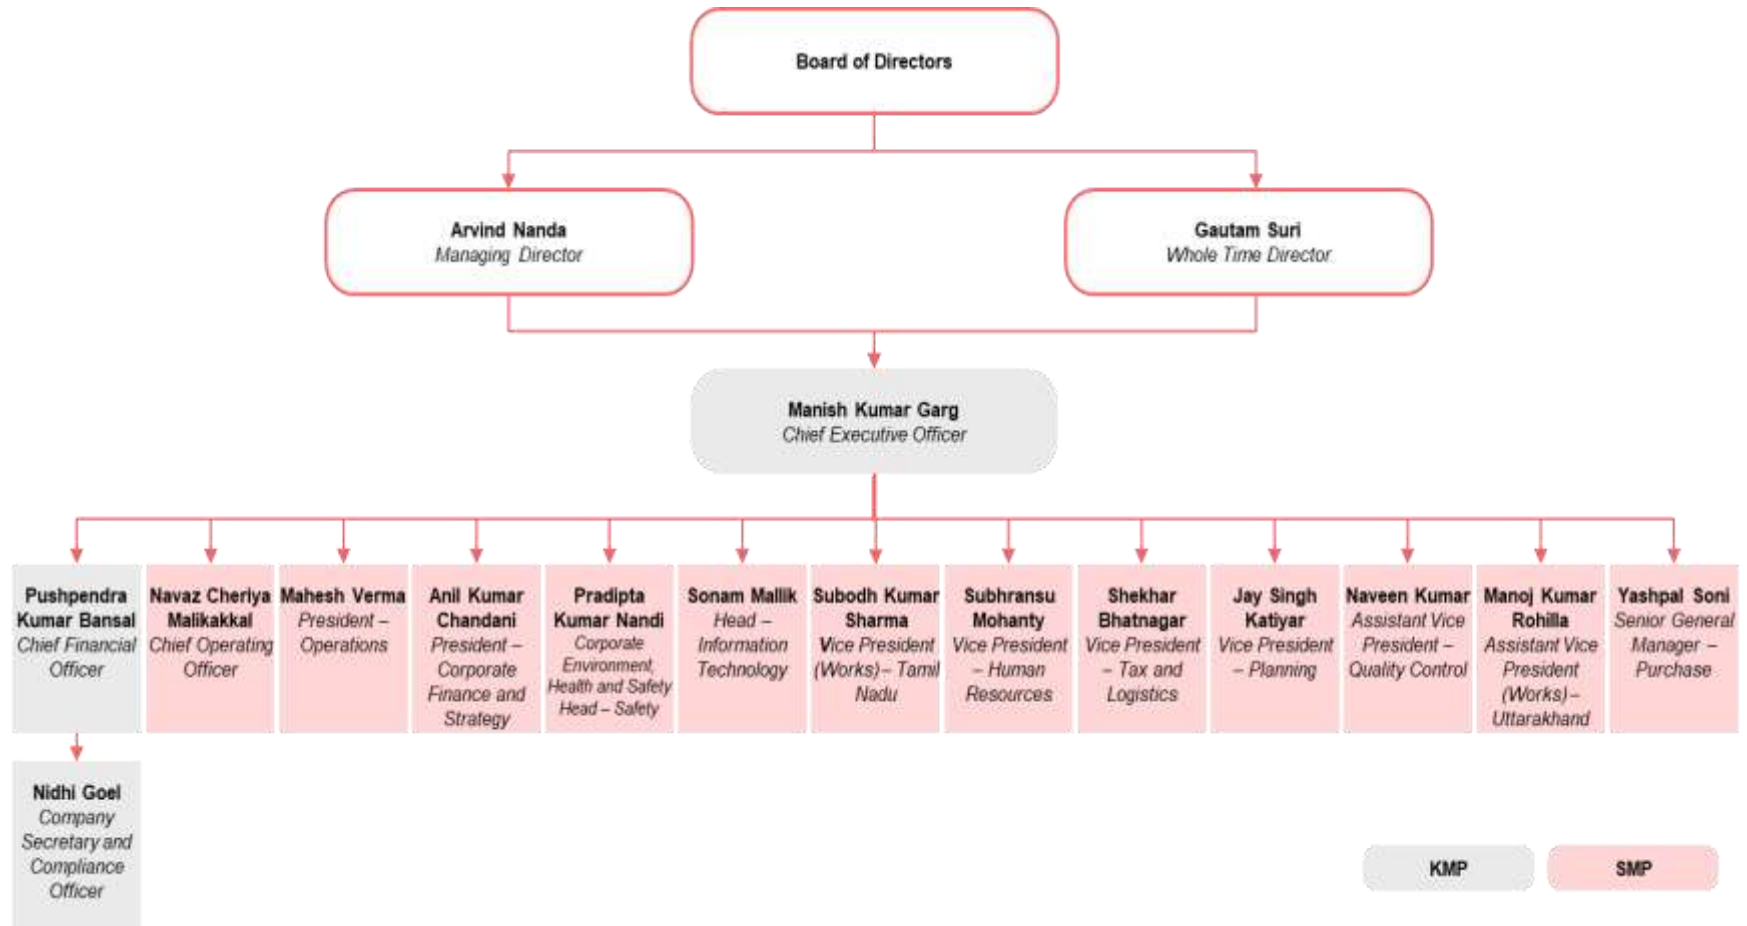 Board of Directors
Arvind Nanda
Managing Director
Gautam Suri
Whole Time Director
Manish Kumar Garg
Chief Executive Officer
Pushpendra
Kumar Bansal
Chief Financial
Officer
Navaz Cheriya
Malikakkal
Chief Operating
Officer
Mahesh Verma
President –
Operations
Anil Kumar
Chandani
President –
Corporate
Finance and
Strategy
Pradipta
Kumar Nandi
Corporate
Environment,
Health and Safety
Head – Safety
Sonam Mallik
Head –
Information
Technology
Subodh Kumar
Sharma
Vice President
(Works) – Tamil
Nadu
Subhransu
Mohanty
Vice President
– Human
Resources
Shekhar
Bhatnagar
Vice President
– Tax and
Logistics
Jay Singh
Katiyar
Vice President
– Planning
Naveen Kumar
Assistant Vice
President –
Quality Control
Manoj Kumar
Rohilla
Assistant Vice
President
(Works) –
Uttarakhand
Yashpal Soni
Senior General
Manager –
Purchase
Nidhi Goel
Company
Secretary and
Compliance
Officer
KMP
SMP